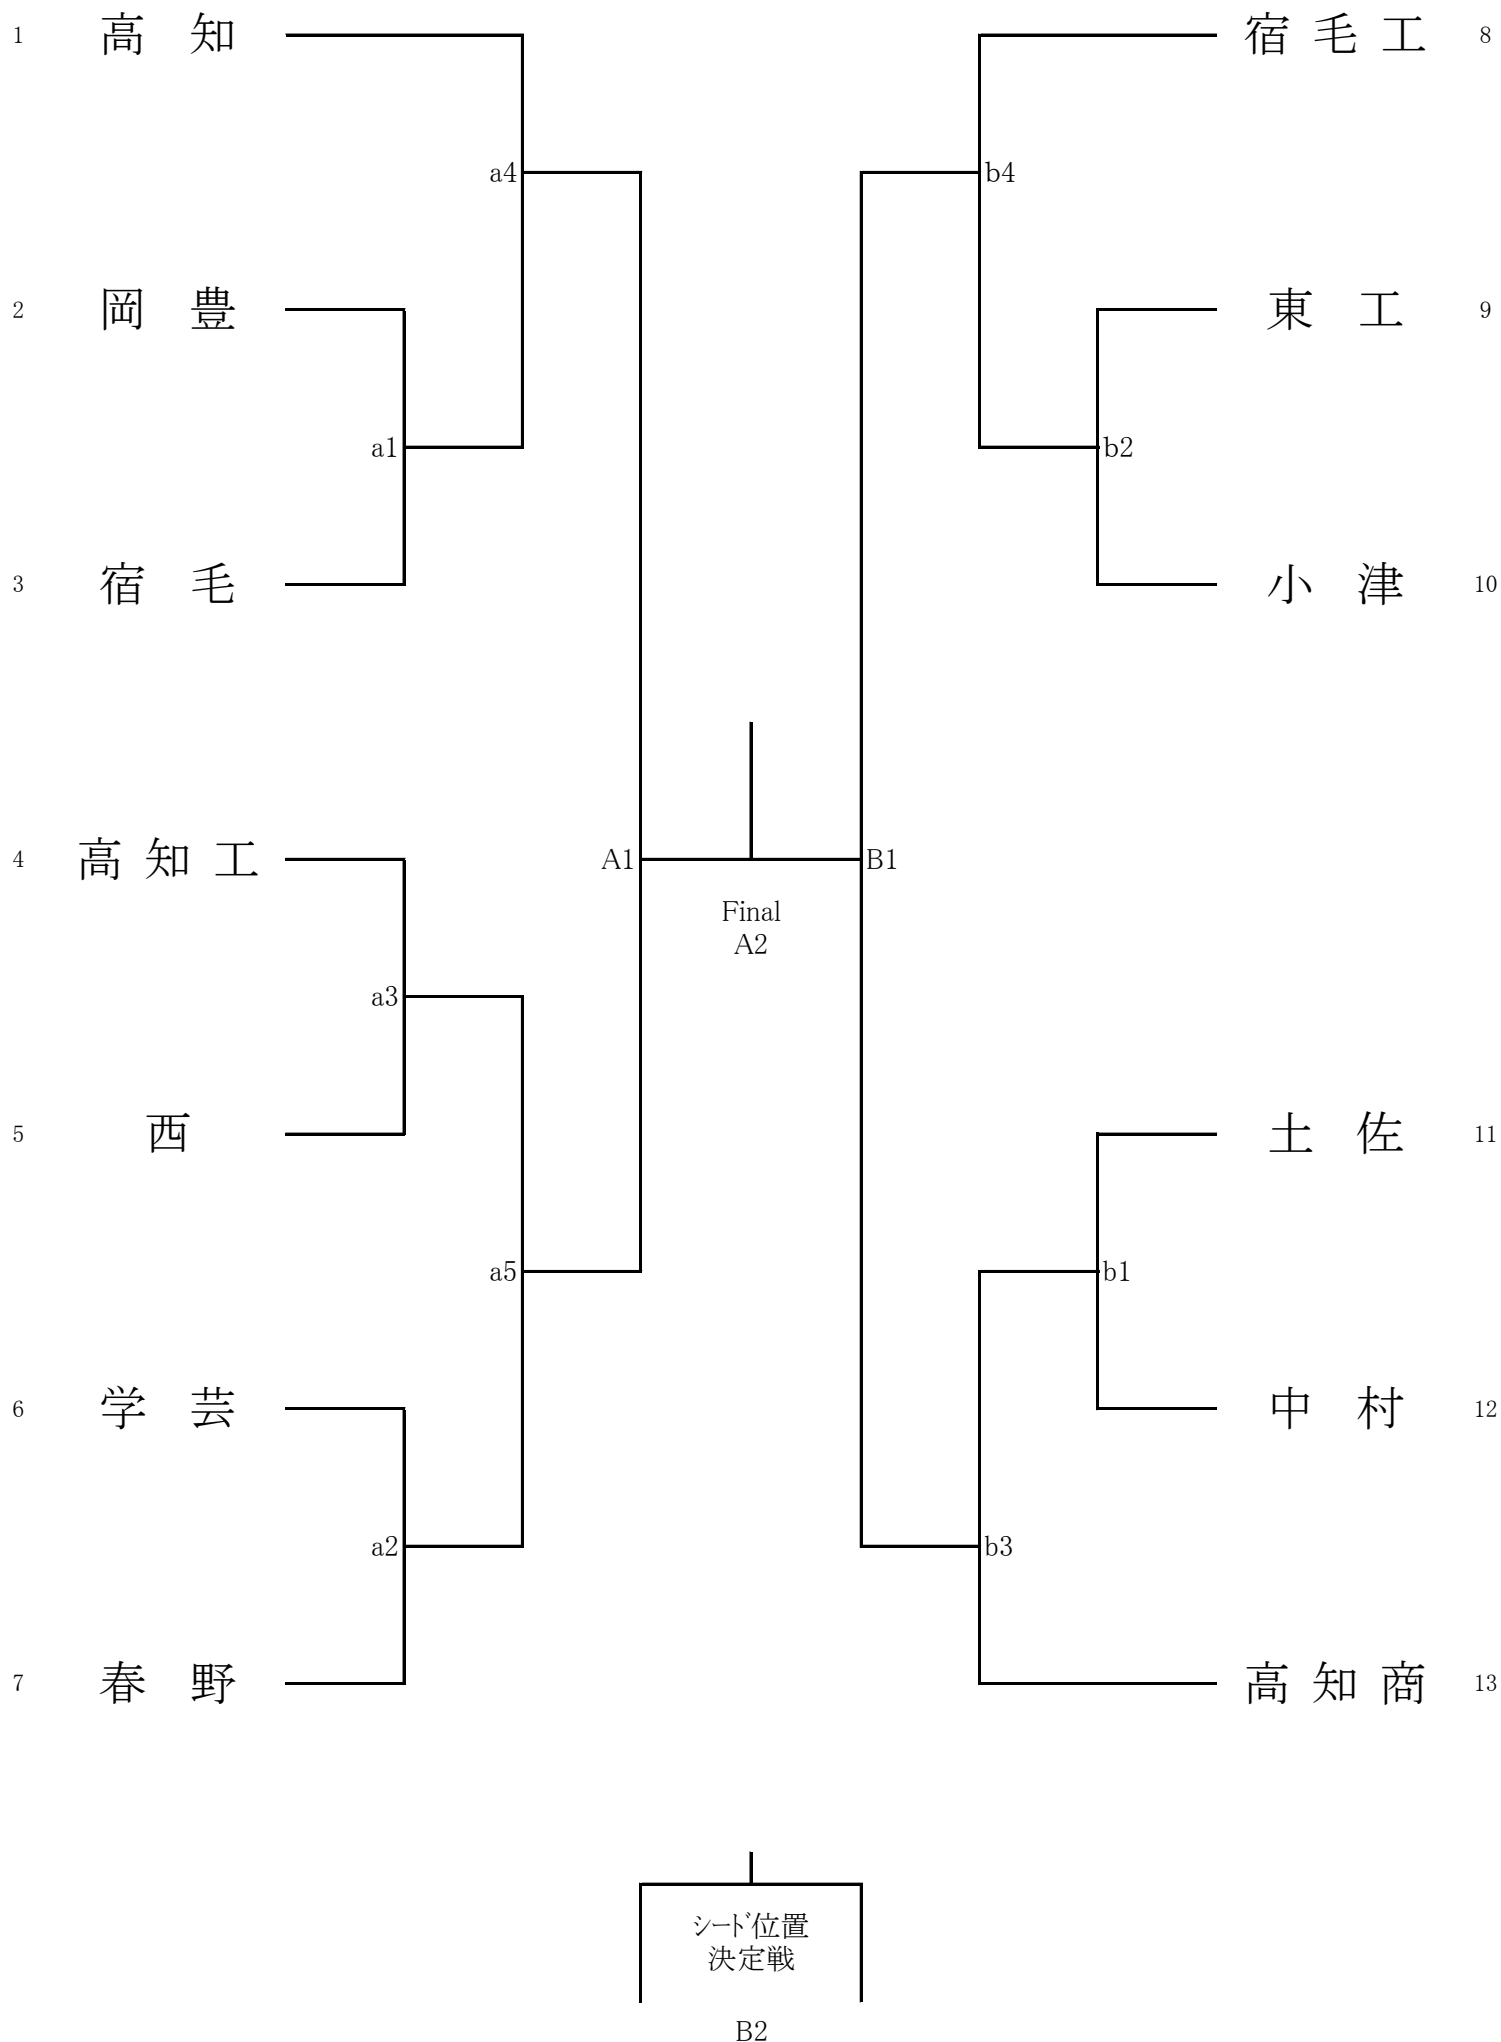 1 高 知
a4
2 岡 豊
a1
3 宿 毛
4 高 知 工
a3
5 西
a5
6 学 芸
a2
7 春 野
A1
Final
A2
B1
宿 毛 工 8
b4
東 工 9
b2
小 津 10
土 佐 11
b1
中 村 12
b3
高 知 商 13
シード位置
決定戦
B2